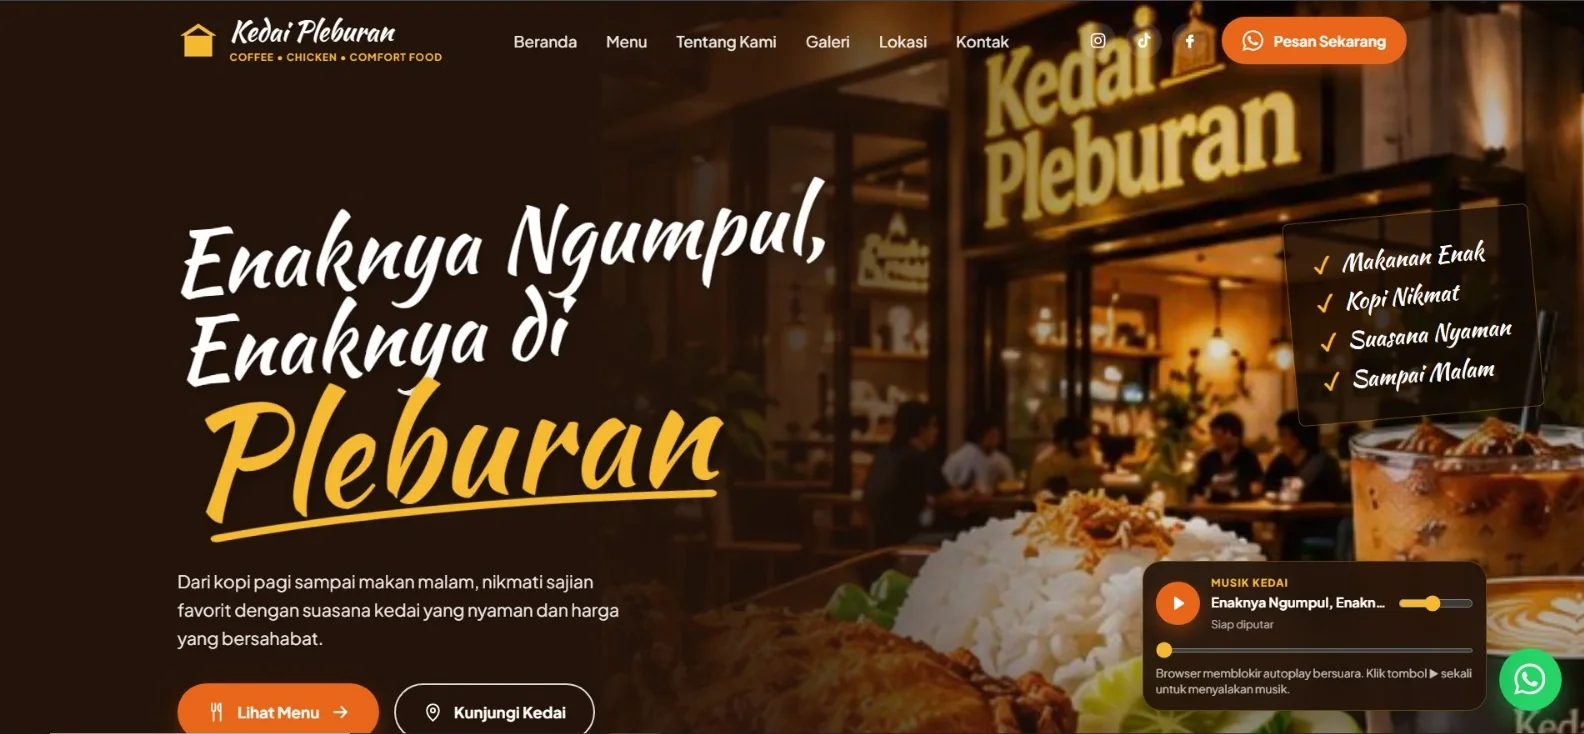 Kedai Pleburan
COFFEE • CHICKEN • COMFORT FOOD
Beranda
Menu
Tentang Kami
Galeri
Lokasi
Kontak
Pesan Sekarang
Kedai
Pleburan
Enaknya Ngumpul,
Enaknya di
Pleburan
✓ Makanan Enak
✓ Kopi Nikmat
✓ Suasana Nyaman
✓ Sampai Malam
Dari kopi pagi sampai makan malam, nikmati sajian
favorit dengan suasana kedai yang nyaman dan harga
yang bersahabat.
Lihat Menu →
Kunjungi Kedai
MUSIK KEDAI
Enaknya Ngumpul, Enakn...
Siap diputar
Browser memblokir autoplay bersuara. Klik tombol ▶ sekali
untuk menyalakan musik.